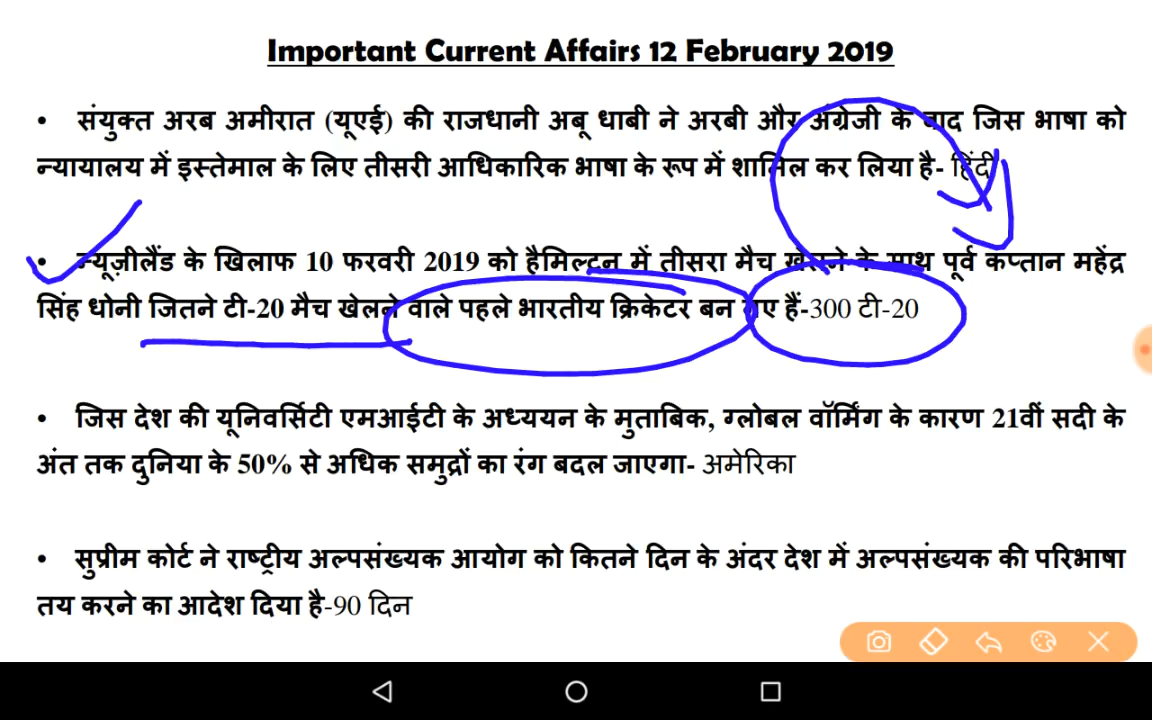 Important Current Affairs 12 February 2019
• संयुक्त अरब अमीरात (यूएई) की राजधानी अबू धाबी ने अरबी और अंग्रेजी के बाद जिस भाषा को
न्यायालय में इस्तेमाल के लिए तीसरी आधिकारिक भाषा के रूप में शामिल कर लिया है- हिंदी
• न्यूज़ीलैंड के खिलाफ 10 फरवरी 2019 को हैमिल्टन में तीसरा मैच खेलने के साथ पूर्व कप्तान महेंद्र
सिंह धोनी जितने टी-20 मैच खेलने वाले पहले भारतीय क्रिकेटर बन गए हैं-300 टी-20
• जिस देश की यूनिवर्सिटी एमआईटी के अध्ययन के मुताबिक, ग्लोबल वॉर्मिंग के कारण 21वीं सदी के
अंत तक दुनिया के 50% से अधिक समुद्रों का रंग बदल जाएगा- अमेरिका
• सुप्रीम कोर्ट ने राष्ट्रीय अल्पसंख्यक आयोग को कितने दिन के अंदर देश में अल्पसंख्यक की परिभाषा
तय करने का आदेश दिया है-90 दिन